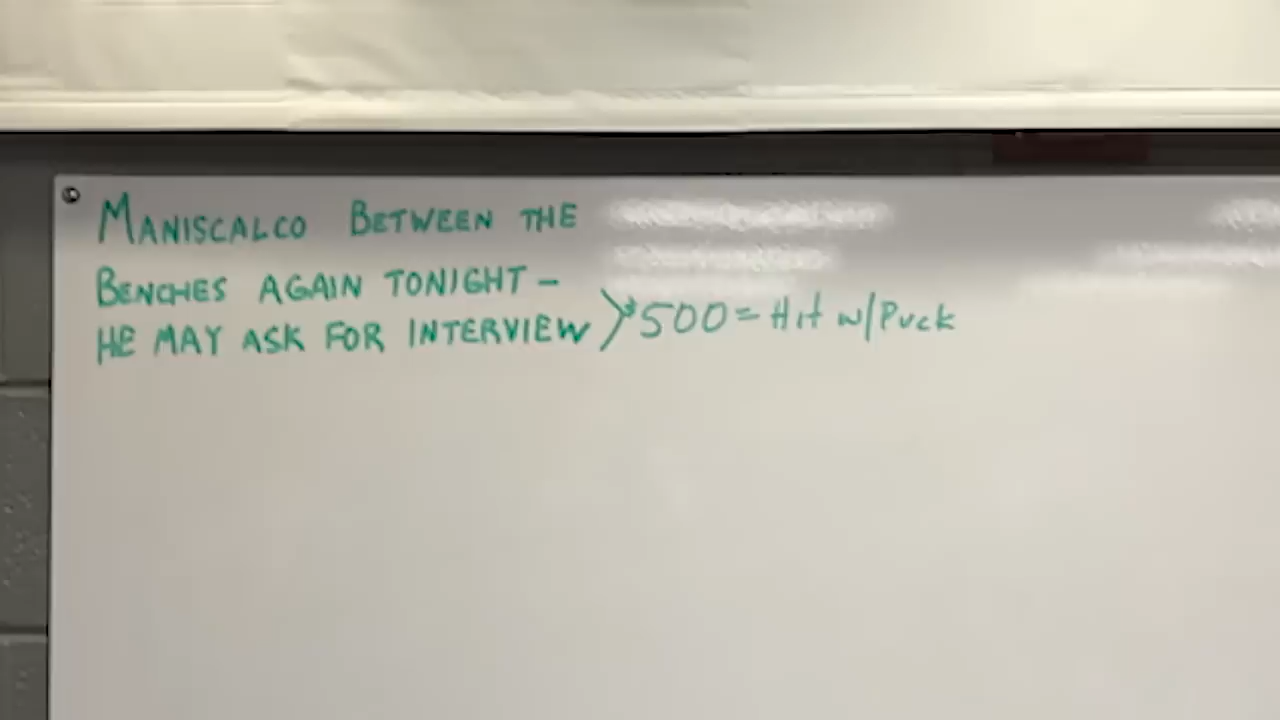 MANISCALCO BETWEEN THE
BENCHES AGAIN TONIGHT -
HE MAY ASK FOR INTERVIEW
$500 = Hit w/Puck